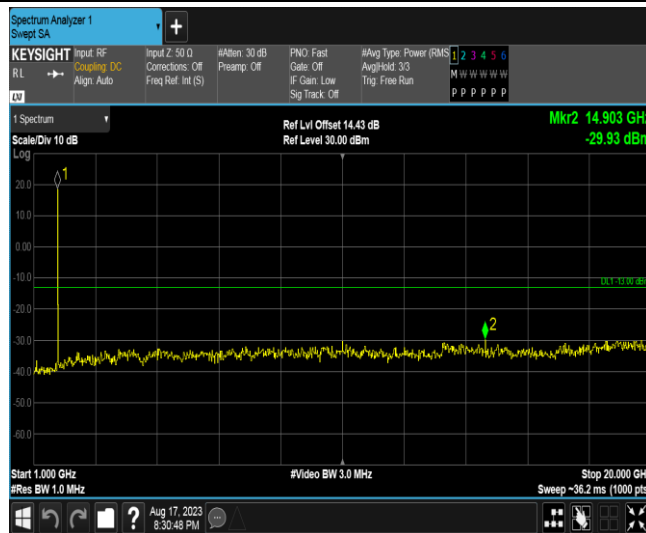 Spectrum Analyzer 1
Swept SA
+
KEYSIGHT
RL
LXI
Input: RF
Coupling: DC
Align: Auto
Input Z: 50 Ω
Corrections: Off
Freq Ref: Int (S)
#Atten: 30 dB
Preamp: Off
PNO: Fast
Gate: Off
IF Gain: Low
Sig Track: Off
#Avg Type: Power (RMS
Avg|Hold: 3/3
Trig: Free Run
1 2 3 4 5 6
M W W W W W
P P P P P P
1 Spectrum
Scale/Div 10 dB
Log
Ref Lvl Offset 14.43 dB
Ref Level 30.00 dBm
Mkr2 14.903 GHz
-29.93 dBm
1
20.0
10.0
0.00
-10.0
DL1 -13.00 dBm
-20.0
2
-30.0
-40.0
-50.0
-60.0
Start 1.000 GHz
#Res BW 1.0 MHz
#Video BW 3.0 MHz
Stop 20.000 GHz
Sweep ~36.2 ms (1000 pts
?
Aug 17, 2023
8:30:48 PM